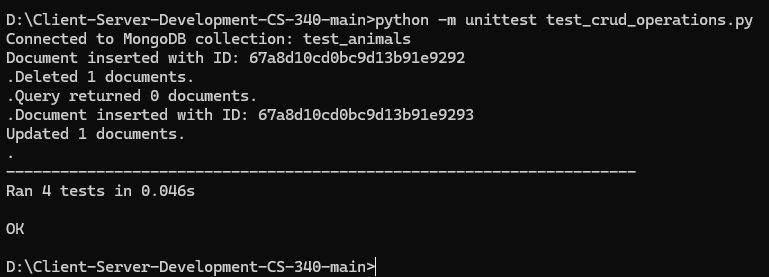 D:\Client-Server-Development-CS-340-main>python -m unittest test_crud_operations.py
Connected to MongoDB collection: test_animals
Document inserted with ID: 67a8d10cd0bc9d13b91e9292
.Deleted 1 documents.
.Query returned 0 documents.
.Document inserted with ID: 67a8d10cd0bc9d13b91e9293
Updated 1 documents.
.
----------------------------------------------------------------------
Ran 4 tests in 0.046s
OK
D:\Client-Server-Development-CS-340-main>